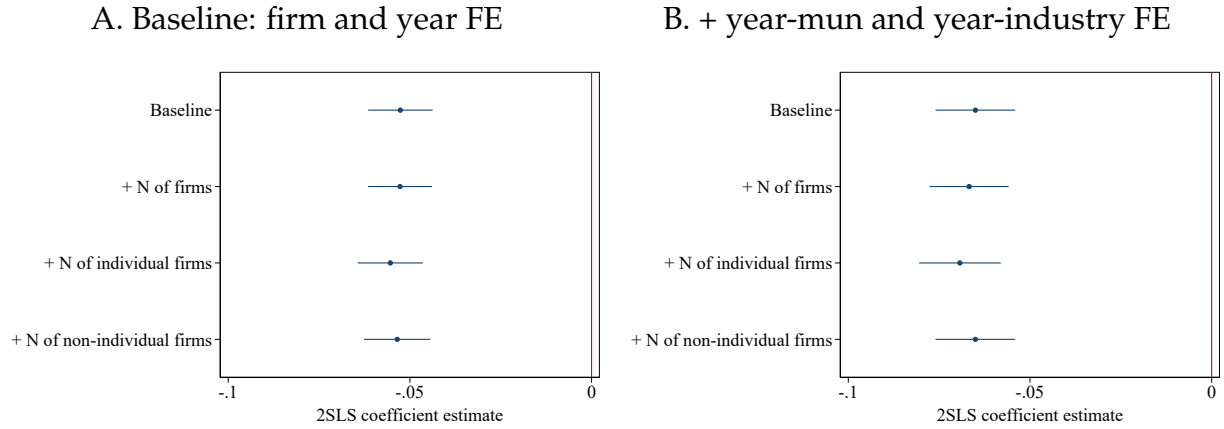 A. Baseline: firm and year FE
Baseline
+ N of firms
+ N of individual firms
+ N of non-individual firms
-.1
-.05
0
2SLS coefficient estimate
B. + year-mun and year-industry FE
Baseline
+ N of firms
+ N of individual firms
+ N of non-individual firms
-.1
-.05
0
2SLS coefficient estimate